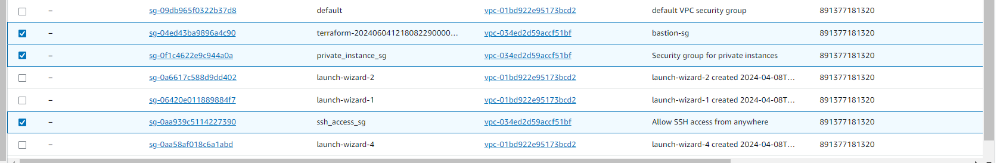 – sg-09db965f0322b37d8 default vpc-01bd922e95173bcd2 default VPC security group 891377181320
– sg-04ed43ba9896a4c90 terraform-202406041218082290000... vpc-034ed2d59accf51bf bastion-sg 891377181320
– sg-0f1c4622e9c944a0a private_instance_sg vpc-034ed2d59accf51bf Security group for private instances 891377181320
– sg-0a6617c588d9dd402 launch-wizard-2 vpc-01bd922e95173bcd2 launch-wizard-2 created 2024-04-08T... 891377181320
– sg-06420e011889884f7 launch-wizard-1 vpc-01bd922e95173bcd2 launch-wizard-1 created 2024-04-08T... 891377181320
– sg-0aa939c5114227390 ssh_access_sg vpc-034ed2d59accf51bf Allow SSH access from anywhere 891377181320
– sg-0aa58af018c6a1abd launch-wizard-4 vpc-01bd922e95173bcd2 launch-wizard-4 created 2024-04-08T... 891377181320